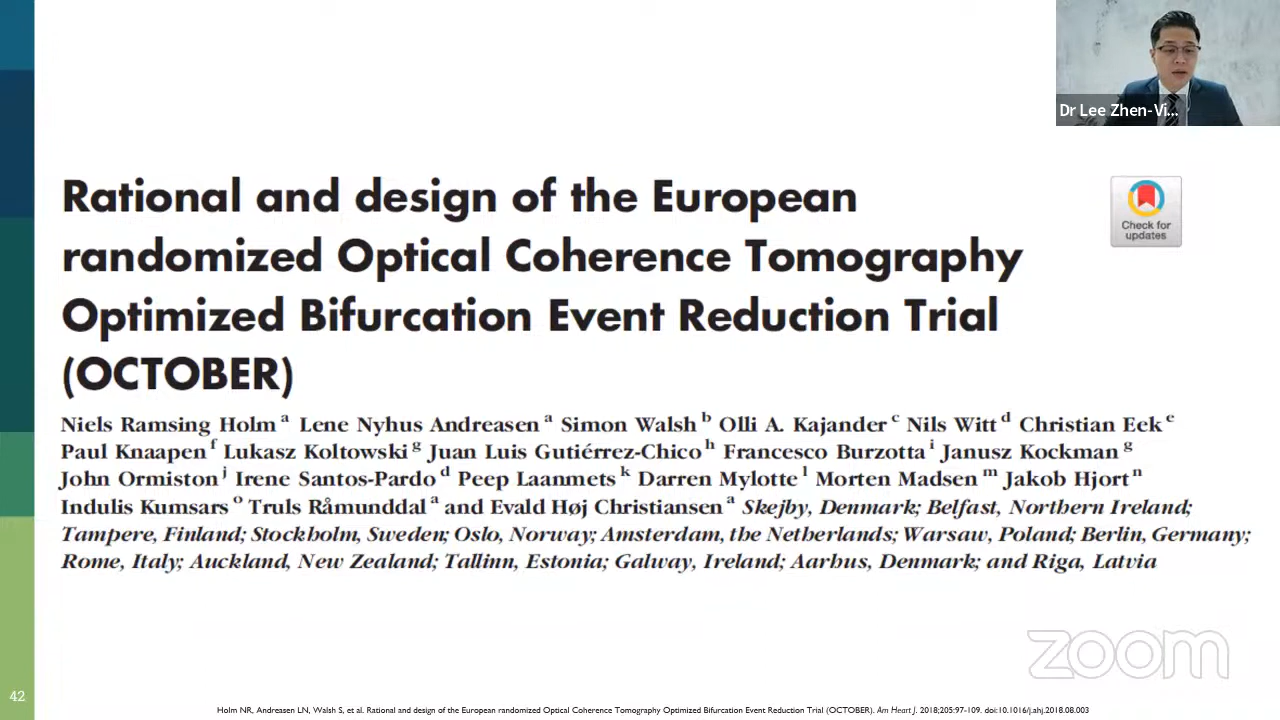 Dr Lee Zhen-Vi...
Rational and design of the European
randomized Optical Coherence Tomography
Optimized Bifurcation Event Reduction Trial
(OCTOBER)
Check for
updates
Niels Ramsing Holm a Lene Nyhus Andreasen a Simon Walsh b Olli A. Kajander c Nils Witt d Christian Eek e
Paul Knaapen f Lukasz Koltowski g Juan Luis Gutiérrez-Chico h Francesco Burzotta i Janusz Kockman g
John Ormiston j Irene Santos-Pardo d Peep Laanmets k Darren Mylotte l Morten Madsen m Jakob Hjort n
Indulis Kumsars o Truls Råmunddal a and Evald Høj Christiansen a Skejby, Denmark; Belfast, Northern Ireland;
Tampere, Finland; Stockholm, Sweden; Oslo, Norway; Amsterdam, the Netherlands; Warsaw, Poland; Berlin, Germany;
Rome, Italy; Auckland, New Zealand; Tallinn, Estonia; Galway, Ireland; Aarhus, Denmark; and Riga, Latvia
zoom
42
Holm NR, Andreasen LN, Walsh S, et al. Rational and design of the European randomized Optical Coherence Tomography Optimized Bifurcation Event Reduction Trial (OCTOBER). Am Heart J. 2018;205:97-109. doi:10.1016/j.ahj.2018.08.003